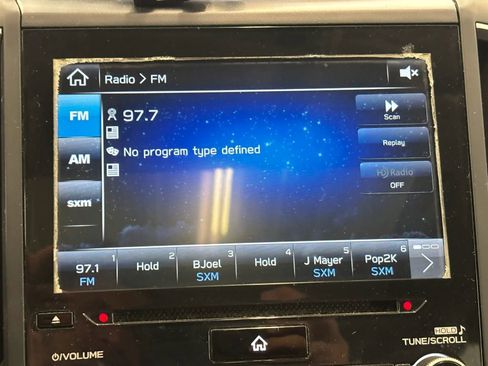 Radio > FM
FM
97.7
Scan
No program type defined
Replay
AM
HD Radio
OFF
sxm
1
97.1
FM
2
Hold
3
BJoel
SXM
4
Hold
5
J Mayer
SXM
6
Pop2K
SXM
HOLD
TUNE/SCROLL
/VOLUME